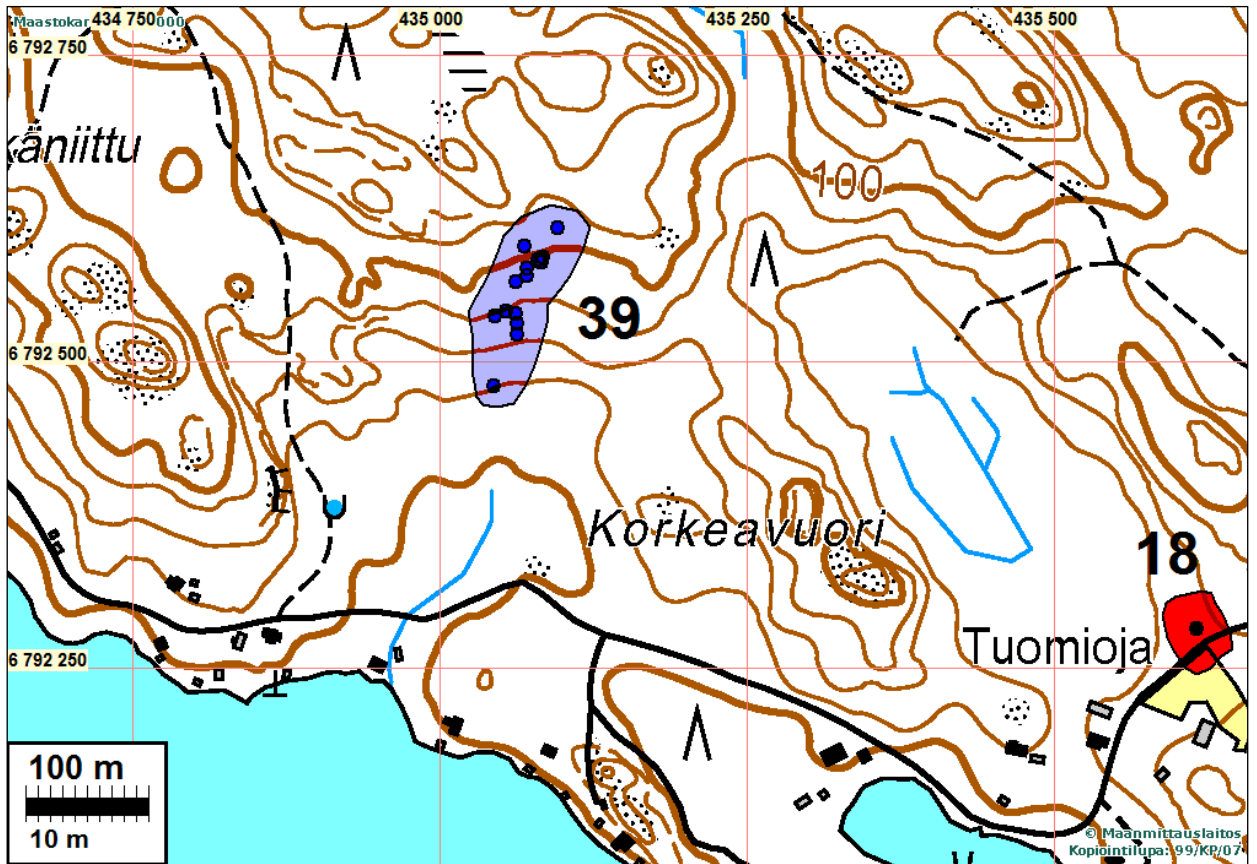 Maastokar 000
434 750
435 000
435 250
435 500
6 792 750
käniittu
100
39
6 792 500
Korkeavuori
18
Tuomioja
6 792 250
100 m
10 m
© Maanmittauslaitos
Kopiointilupa: 99/KP/07